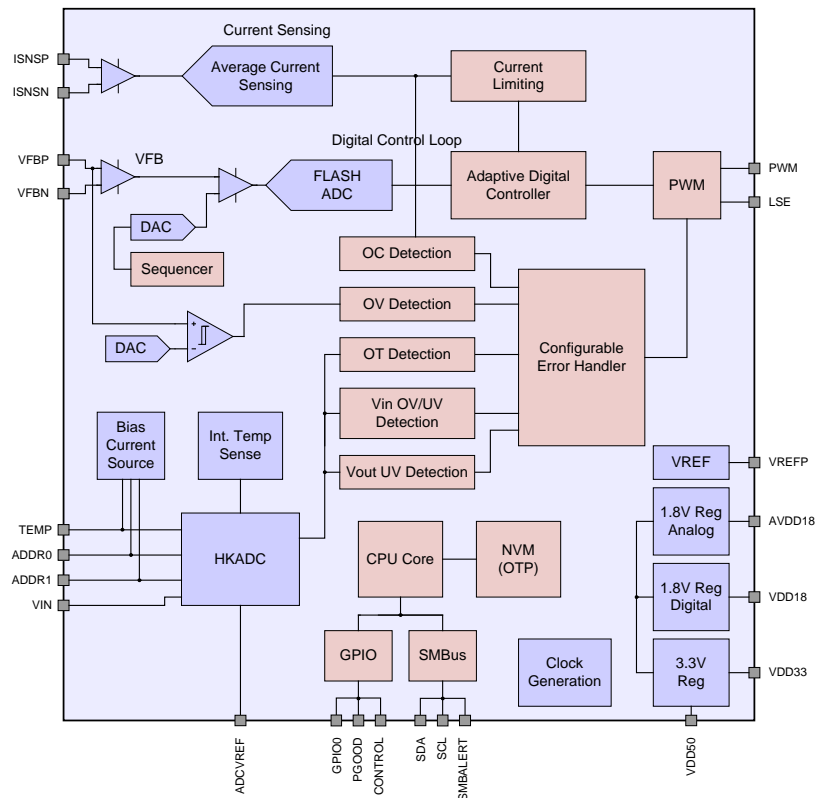 Current Sensing
ISNSP
ISNSN
Average Current
Sensing
Current
Limiting
Digital Control Loop
VFBP
VFBN
VFB
FLASH
ADC
Adaptive Digital
Controller
PWM
PWM
LSE
DAC
Sequencer
OC Detection
OV Detection
DAC
+
−
OT Detection
Configurable
Error Handler
Vin OV/UV
Detection
Vout UV Detection
Bias
Current
Source
Int. Temp
Sense
VREF
VREFP
TEMP
ADDR0
ADDR1
VIN
HKADC
CPU Core
NVM
(OTP)
1.8V Reg
Analog
AVDD18
1.8V Reg
Digital
VDD18
GPIO
SMBus
Clock
Generation
3.3V
Reg
VDD33
ADCVREF
GPIO0
PGOOD
CONTROL
SDA
SCL
SMBALERT
VDD50